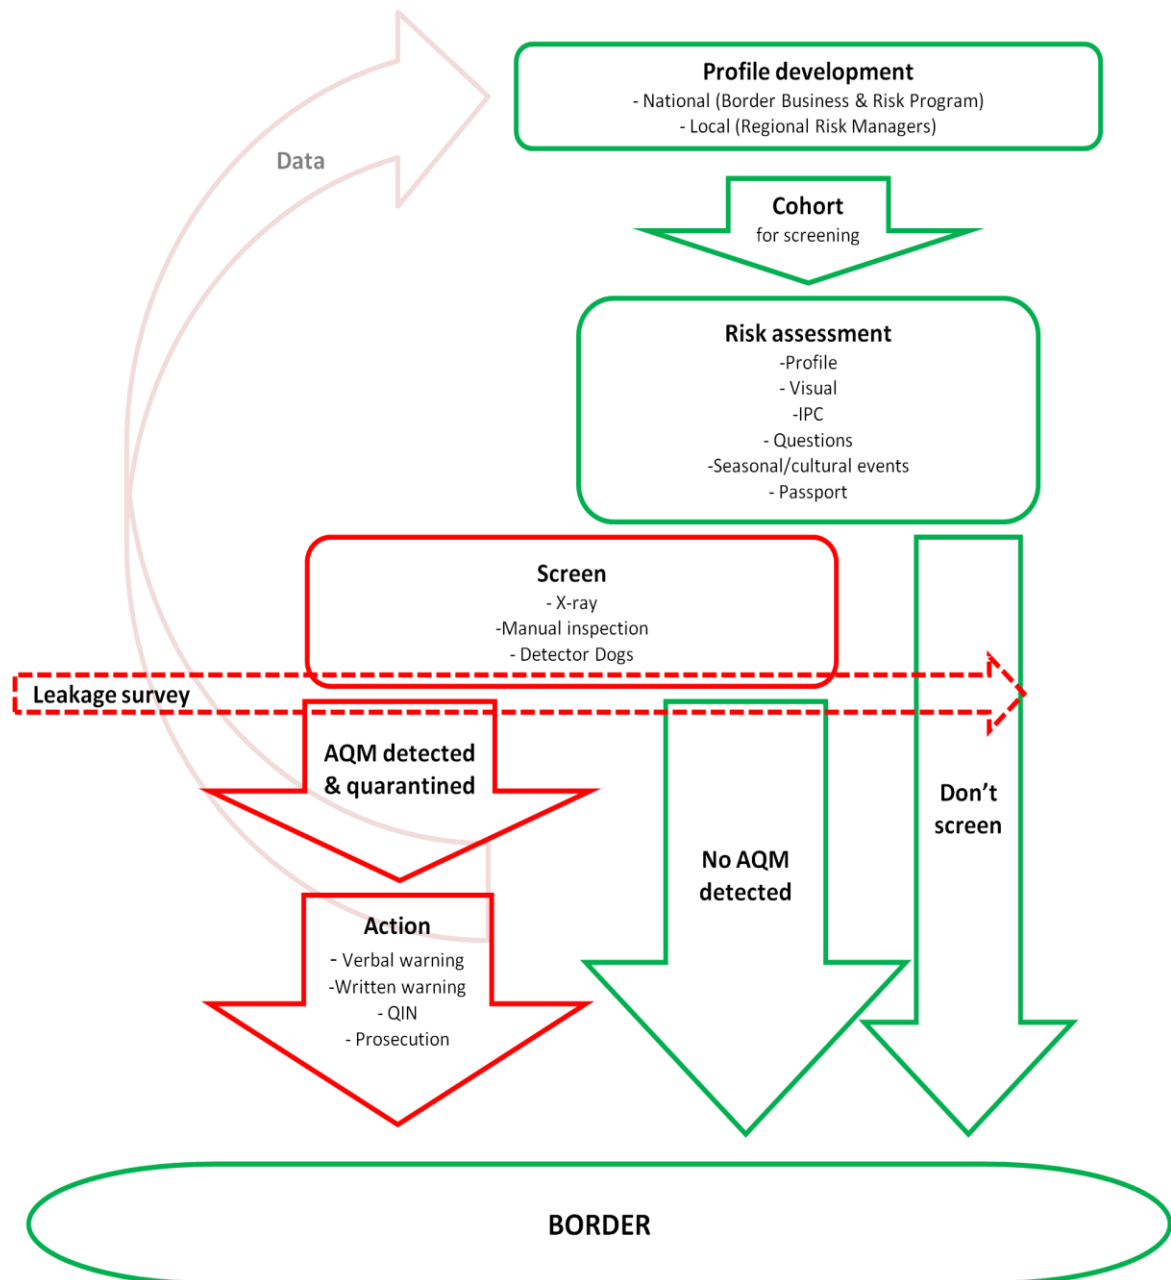 Profile development
- National (Border Business & Risk Program)
- Local (Regional Risk Managers)
Data
Cohort
for screening
Risk assessment
-Profile
- Visual
-IPC
- Questions
-Seasonal/cultural events
- Passport
Screen
- X-ray
-Manual inspection
- Detector Dogs
Leakage survey
AQM detected
& quarantined
Don’t
screen
No AQM
detected
Action
- Verbal warning
-Written warning
- QIN
- Prosecution
BORDER